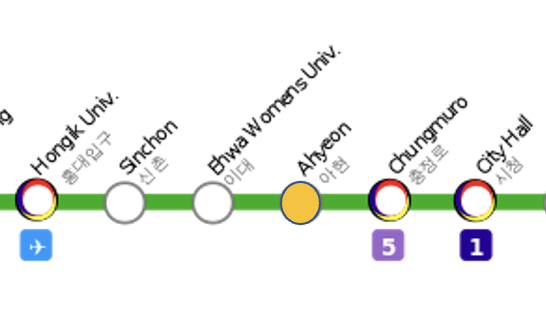 Hongik Univ.
홍대입구
Sinchon
신촌
Ehwa Womens Univ.
이대
Ahyeon
아현
Chungmuro
충정로
5
City Hall
시청
1